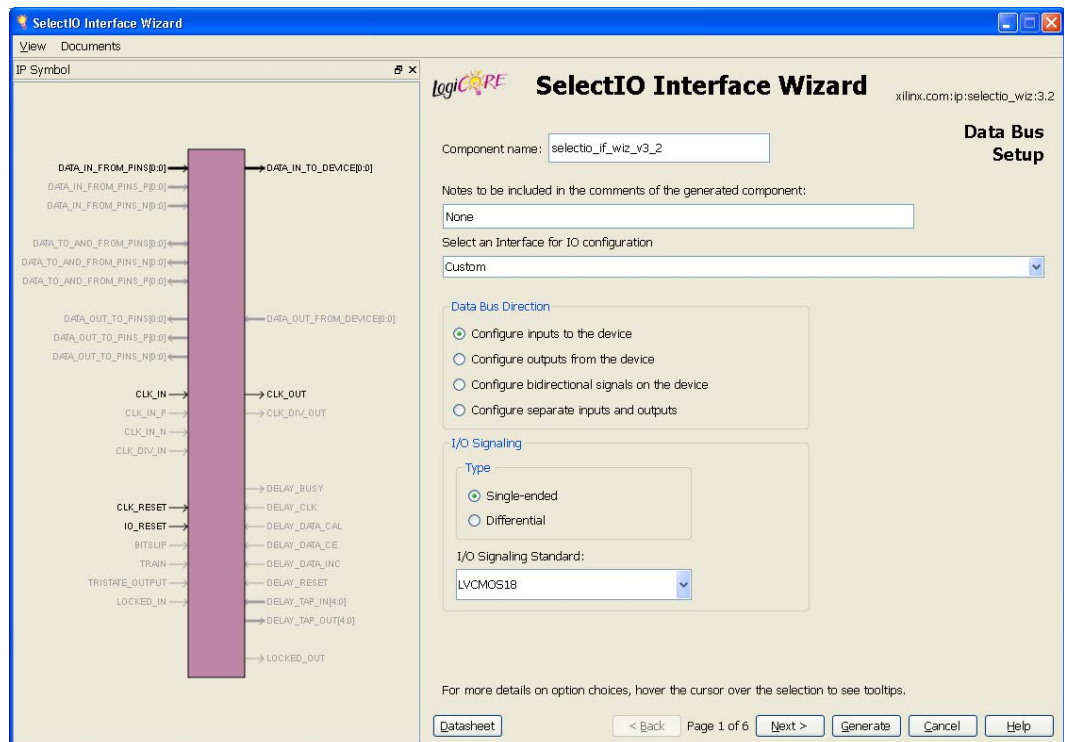 SelectIO Interface Wizard
View Documents
IP Symbol
DATA_IN_FROM_PINS[0:0]
DATA_IN_TO_DEVICE[0:0]
DATA_IN_FROM_PINS_P[0:0]
DATA_IN_FROM_PINS_N[0:0]
DATA_TO_AND_FROM_PINS[0:0]
DATA_TO_AND_FROM_PINS_N[0:0]
DATA_TO_AND_FROM_PINS_P[0:0]
DATA_OUT_TO_PINS[0:0]
DATA_OUT_FROM_DEVICE[0:0]
DATA_OUT_TO_PINS_P[0:0]
DATA_OUT_TO_PINS_N[0:0]
CLK_IN
CLK_OUT
CLK_IN_P
CLK_DIV_OUT
CLK_IN_N
CLK_DIV_IN
DELAY_BUSY
CLK_RESET
DELAY_CLK
IO_RESET
DELAY_DATA_CAL
BITSLIP
DELAY_DATA_CE
TRAIN
DELAY_DATA_INC
TRISTATE_OUTPUT
DELAY_RESET
LOCKED_IN
DELAY_TAP_IN[4:0]
DELAY_TAP_OUT[4:0]
LOCKED_OUT
logiCORE
SelectIO Interface Wizard
xilinx.com:ip:selectio_wiz:3.2
Data Bus
Setup
Component name: selectio_if_wiz_v3_2
Notes to be included in the comments of the generated component:
None
Select an Interface for IO configuration
Custom
Data Bus Direction
Configure inputs to the device
Configure outputs from the device
Configure bidirectional signals on the device
Configure separate inputs and outputs
I/O Signaling
Type
Single-ended
Differential
I/O Signaling Standard:
LVCMOS18
For more details on option choices, hover the cursor over the selection to see tooltips.
Datasheet
< Back Page 1 of 6 Next > Generate Cancel Help